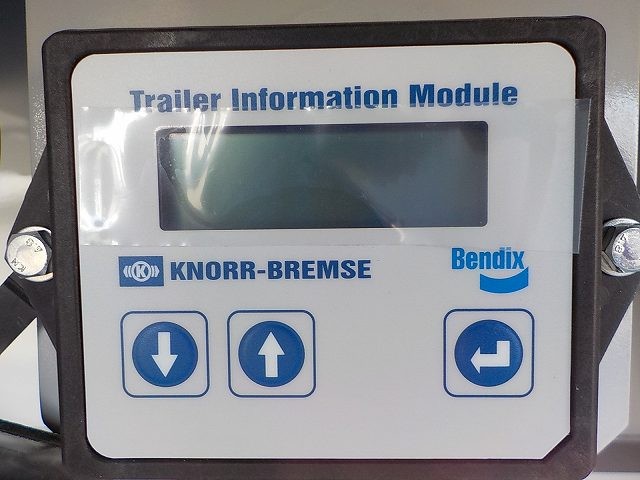 Trailer Information Module
K KNORR-BREMSE
Bendix